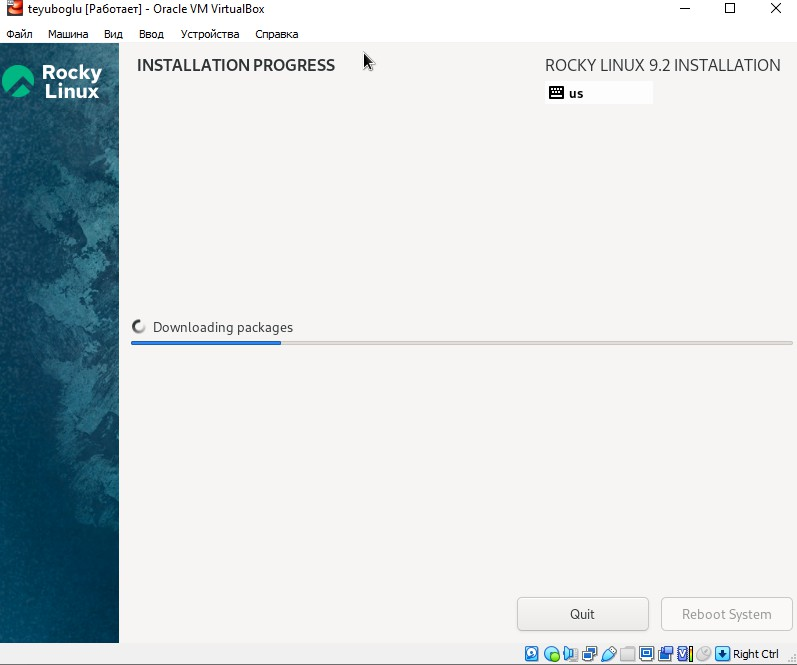 teyuboglu [Работает] - Oracle VM VirtualBox
Файл Машина Вид Ввод Устройства Справка
Rocky
Linux
INSTALLATION PROGRESS
ROCKY LINUX 9.2 INSTALLATION
us
Downloading packages
Quit
Reboot System
Right Ctrl